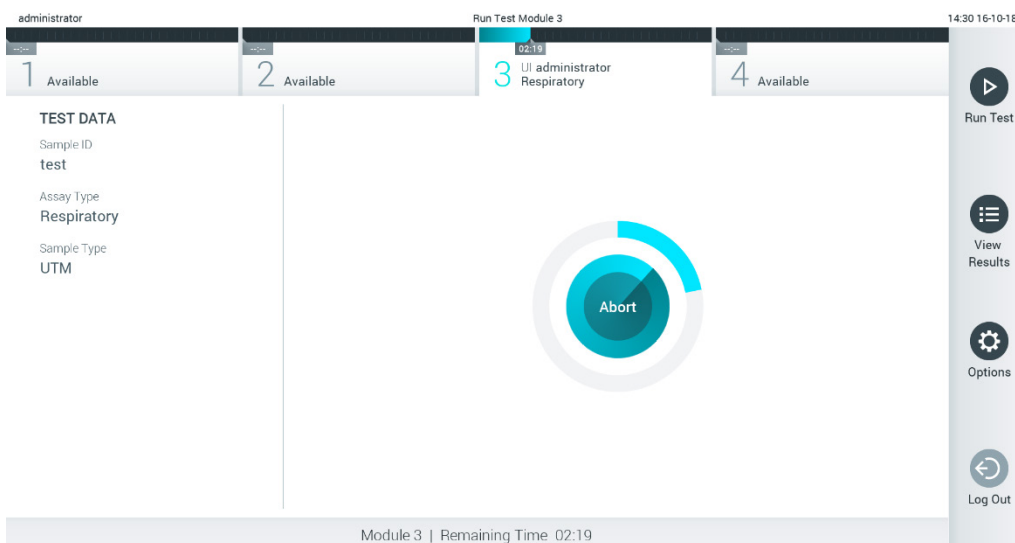 administrator
Run Test Module 3
14:30 16-10-18
--:--
--:--
02:19
--:--
1 Available
2 Available
3 UI administrator
Respiratory
4 Available
TEST DATA
Sample ID
test
Assay Type
Respiratory
Sample Type
UTM
Abort
Run Test
View
Results
Options
Log Out
Module 3 | Remaining Time 02:19